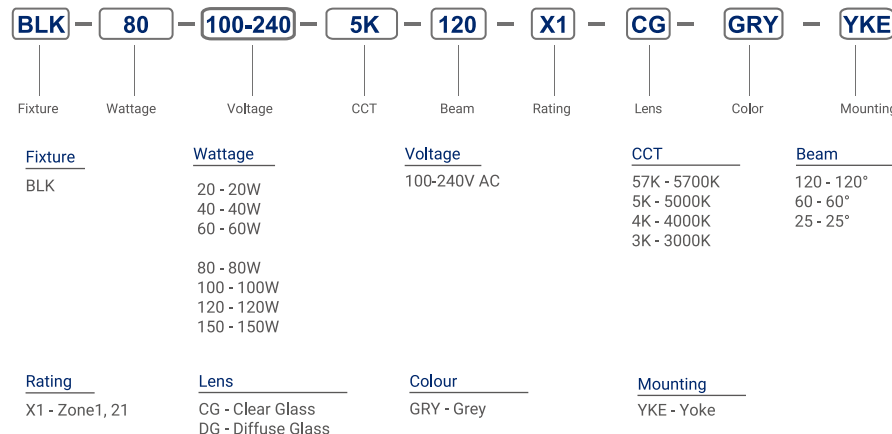 BLK - 80 - 100-240 - 5K - 120 - X1 - CG - GRY - YKE
Fixture Wattage Voltage CCT Beam Rating Lens Color Mounting
Fixture
BLK
Wattage
20 - 20W
40 - 40W
60 - 60W
80 - 80W
100 - 100W
120 - 120W
150 - 150W
Voltage
100-240V AC
CCT
57K - 5700K
5K - 5000K
4K - 4000K
3K - 3000K
Beam
120 - 120°
60 - 60°
25 - 25°
Rating
X1 - Zone1, 21
Lens
CG - Clear Glass
DG - Diffuse Glass
Colour
GRY - Grey
Mounting
YKE - Yoke